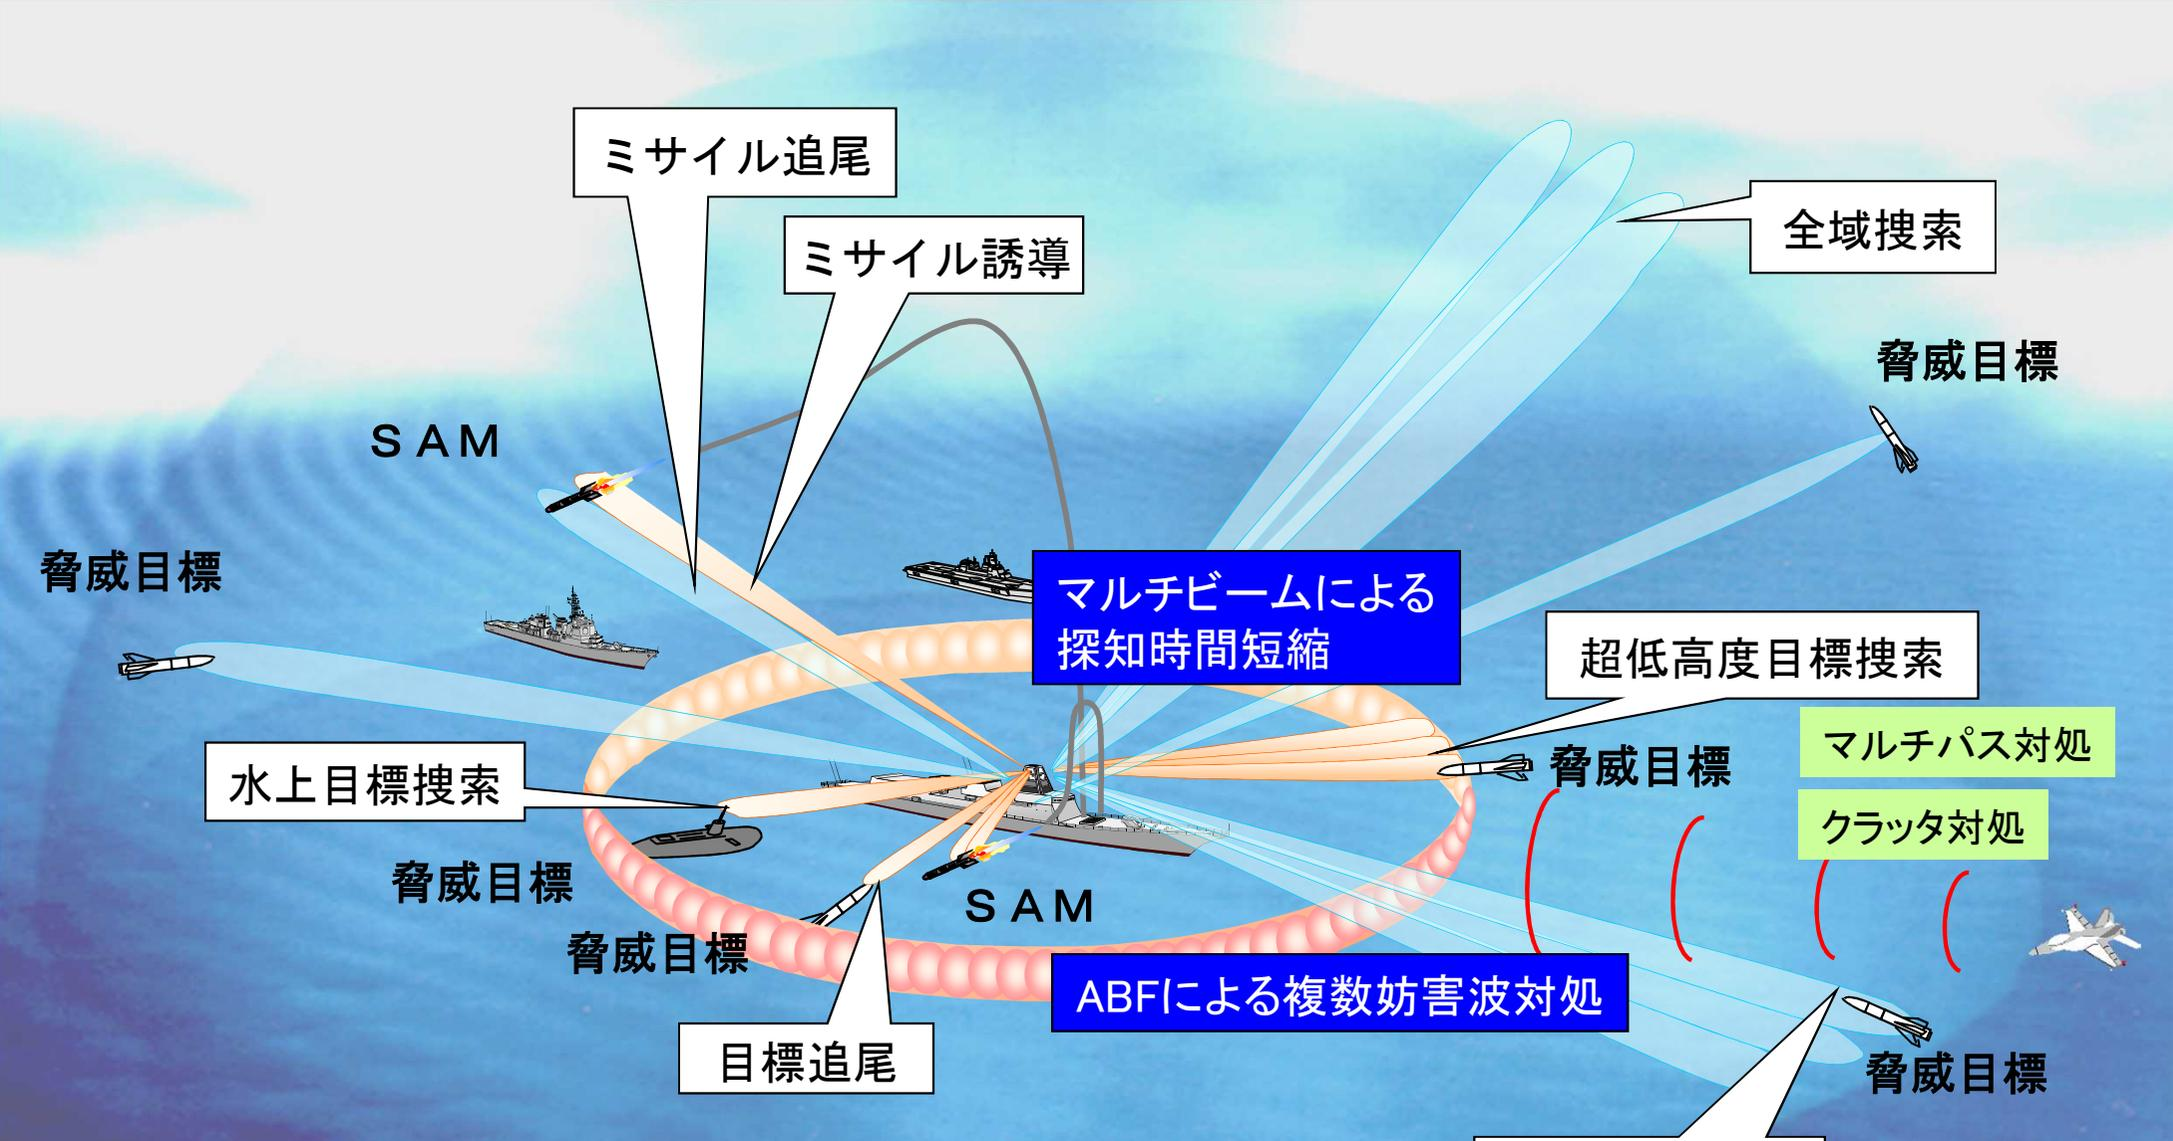 ミサイル追尾
ミサイル誘導
全域捜索
脅威目標
ＳＡＭ
脅威目標
マルチビームによる
探知時間短縮
超低高度目標捜索
マルチパス対処
脅威目標
水上目標捜索
クラッタ対処
脅威目標
ＳＡＭ
脅威目標
ABFによる複数妨害波対処
目標追尾
脅威目標